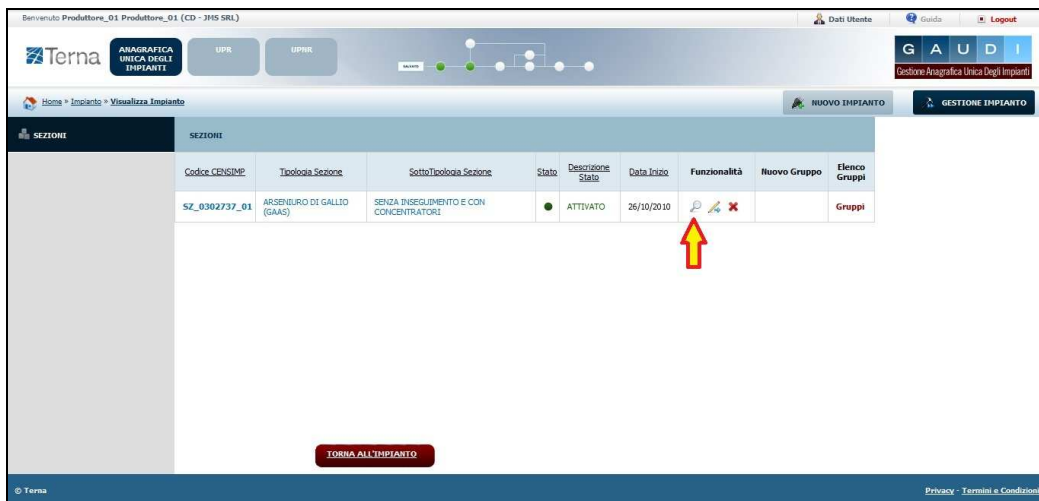 Benvenuto Produttore_01 Produttore_01 (CD - JMS SRL)
Dati Utente
Guida
Logout
Terna
ANAGRAFICA
UNICA DEGLI
IMPIANTI
UPR
UPNR
G A U D I
Gestione Anagrafica Unica Degli Impianti
Home » Impianto » Visualizza Impianto
NUOVO IMPIANTO
GESTIONE IMPIANTO
SEZIONI
SEZIONI
Codice CENSIMP
Tipologia Sezione
SottoTipologia Sezione
Stato
Descrizione
Stato
Data Inizio
Funzionalità
Nuovo Gruppo
Elenco
Gruppi
SZ_0302737_01
ARSENIURO DI GALLIO
(GAAS)
SENZA INSEGUIMENTO E CON
CONCENTRATORI
ATTIVATO
26/10/2010
Gruppi
TORNA ALL'IMPIANTO
© Terna
Privacy - Termini e Condizioni